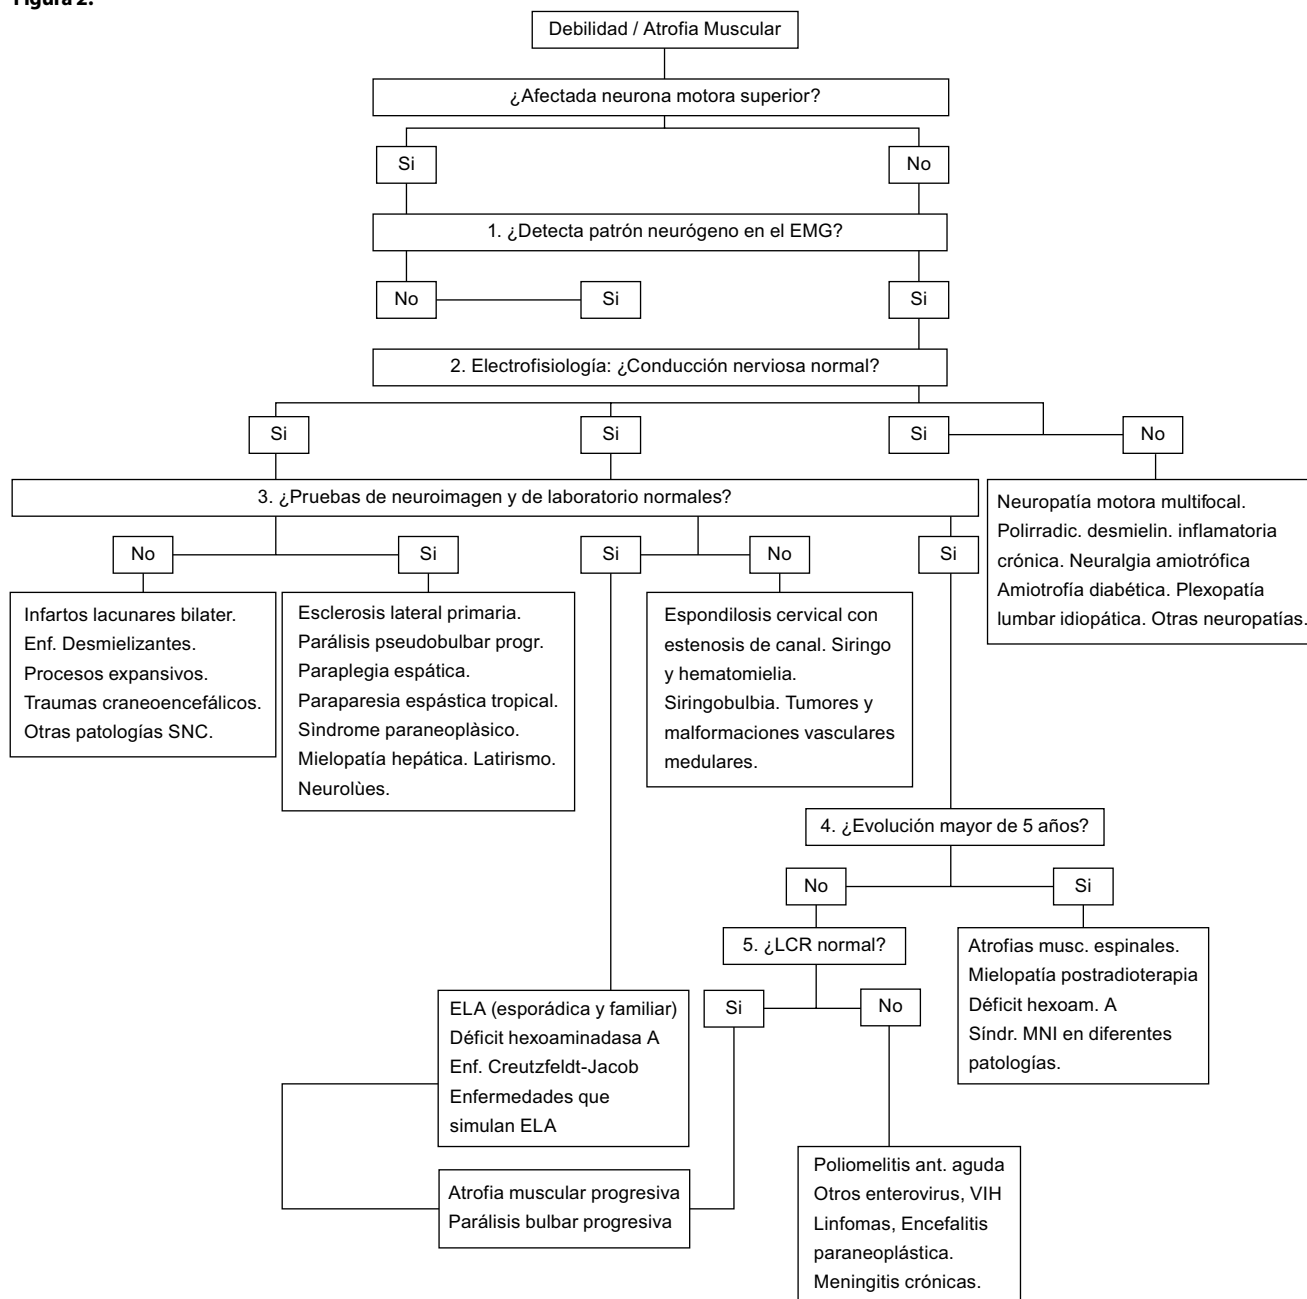 Figura 2.
Debilidad / Atrofia Muscular
¿Afectada neurona motora superior?
Si
No
1. ¿Detecta patrón neurógeno en el EMG?
No
Si
Si
2. Electrofisiología: ¿Conducción nerviosa normal?
Si
Si
Si
No
3. ¿Pruebas de neuroimagen y de laboratorio normales?
Neuropatía motora multifocal.
Polirradic. desmielin. inflamatoria
crónica. Neuralgia amiotrófica
Amiotrofía diabética. Plexopatía
lumbar idiopática. Otras neuropatías.
No
Si
Si
No
Si
Infartos lacunares bilater.
Enf. Desmielizantes.
Procesos expansivos.
Traumas craneoencefálicos.
Otras patologías SNC.
Esclerosis lateral primaria.
Parálisis pseudobulbar progr.
Paraplegia espática.
Paraparesia espástica tropical.
Sìndrome paraneoplàsico.
Mielopatía hepática. Latirismo.
Neurolùes.
Espondilosis cervical con
estenosis de canal. Siringo
y hematomielia.
Siringobulbia. Tumores y
malformaciones vasculares
medulares.
4. ¿Evolución mayor de 5 años?
No
Si
5. ¿LCR normal?
Atrofias musc. espinales.
Mielopatía postradioterapia
Déficit hexoam. A
Síndr. MNI en diferentes
patologías.
Si
No
ELA (esporádica y familiar)
Déficit hexoaminadasa A
Enf. Creutzfeldt-Jacob
Enfermedades que
simulan ELA
Atrofia muscular progresiva
Parálisis bulbar progresiva
Poliomelitis ant. aguda
Otros enterovirus, VIH
Linfomas, Encefalitis
paraneoplástica.
Meningitis crónicas.